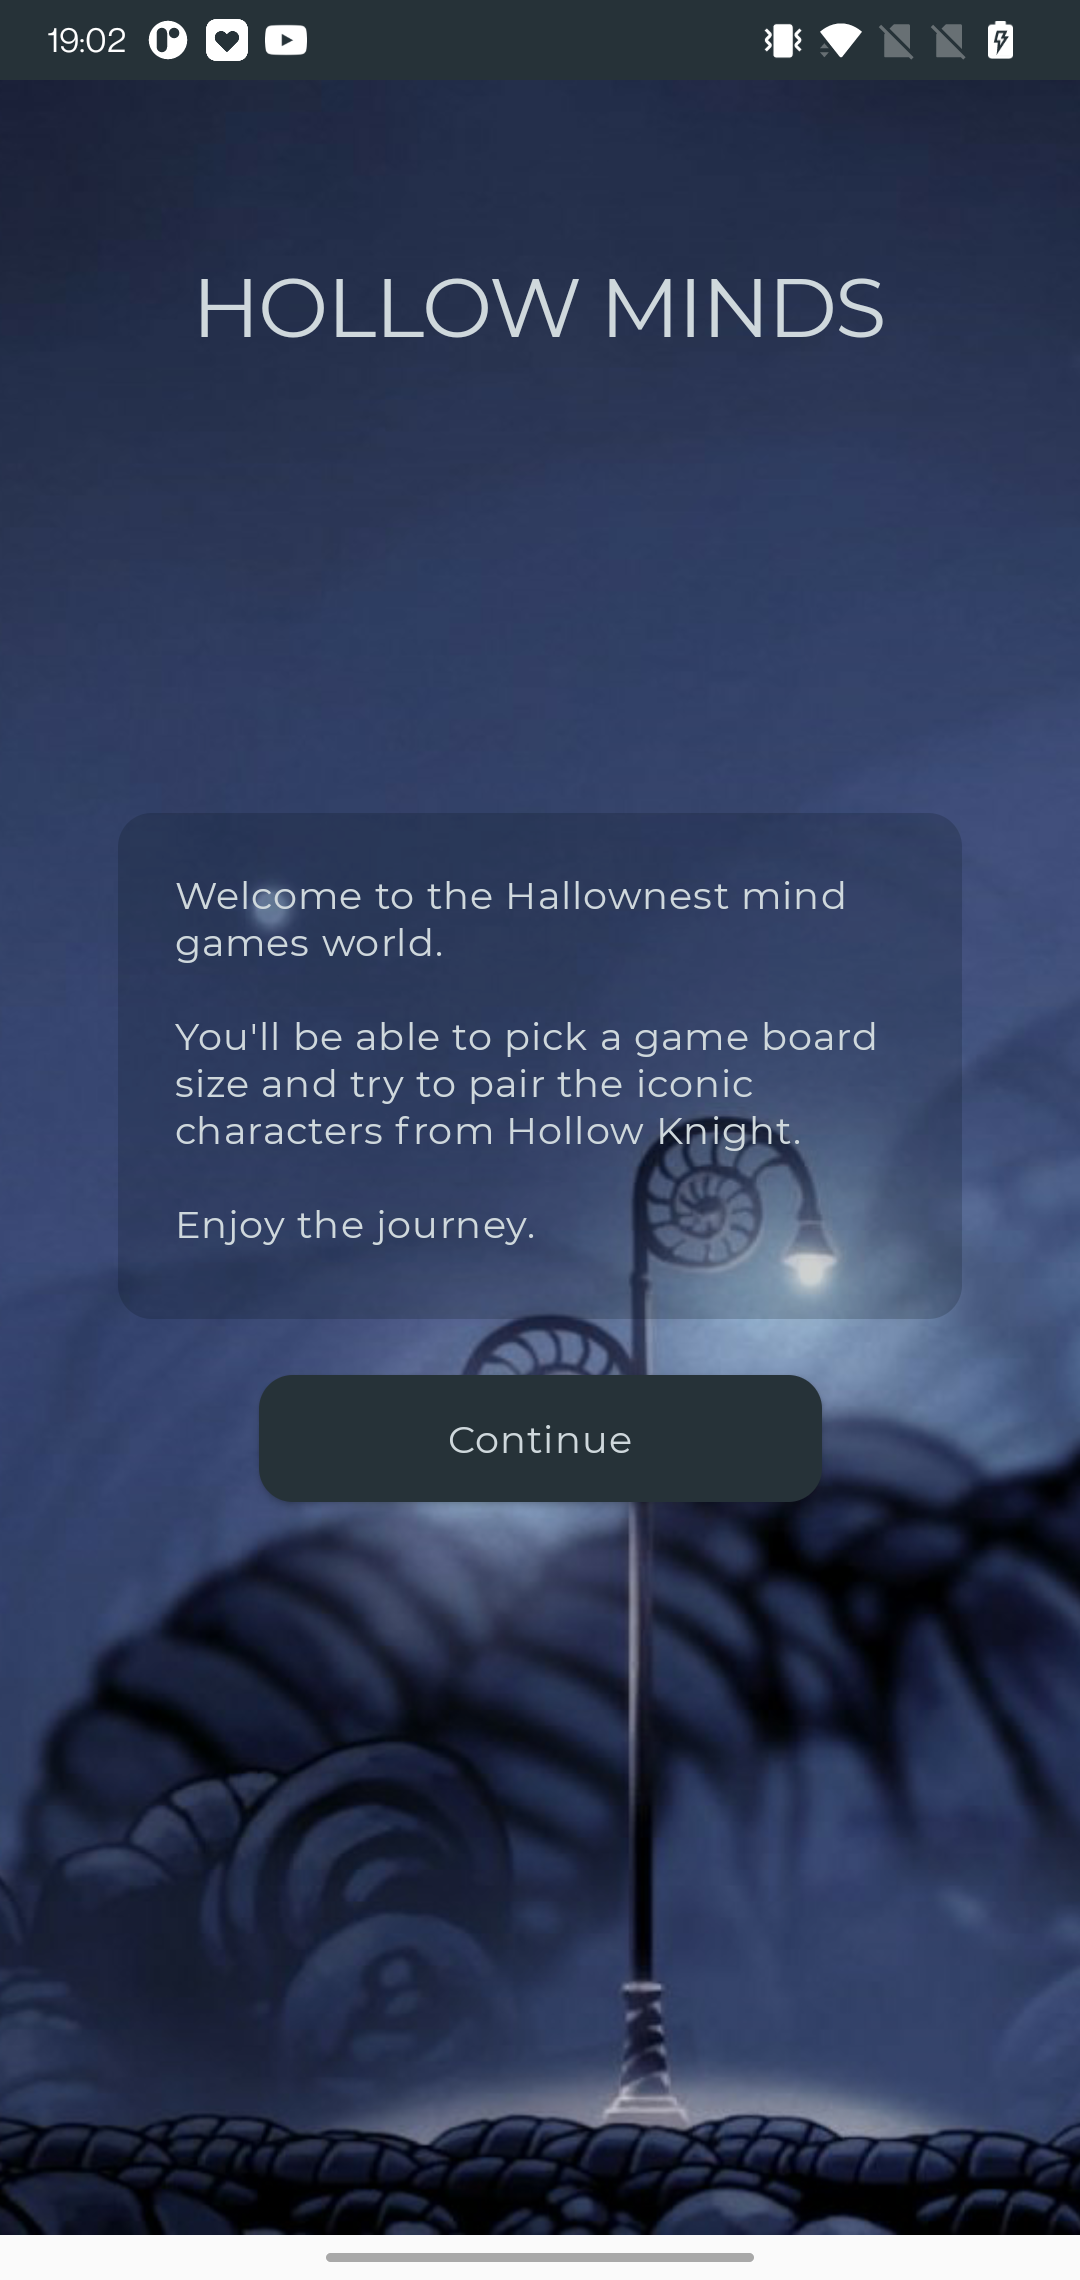 19:02
HOLLOW MINDS
Welcome to the Hallownest mind
games world.
You'll be able to pick a game board
size and try to pair the iconic
characters from Hollow Knight.
Enjoy the journey.
Continue